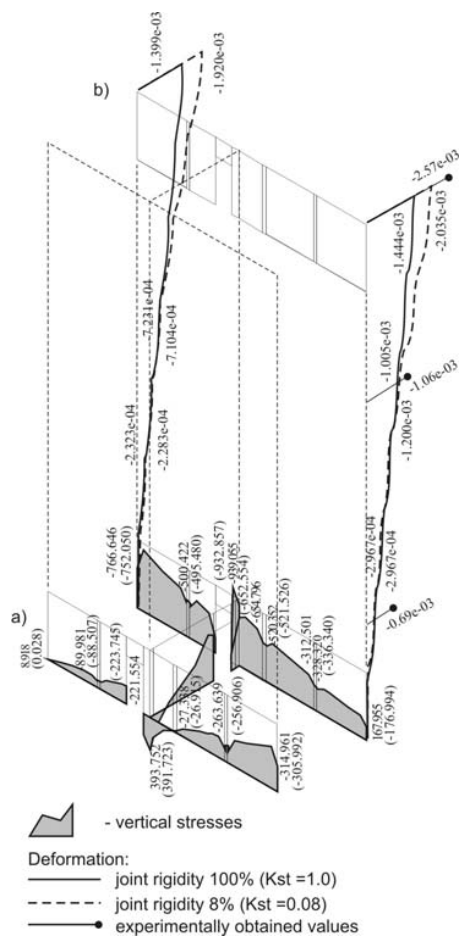 -1.399e-03
-1.920e-03
b)
-2.57e-03
-2.035e-03
-1.444e-03
-7.231e-04
-7.104e-04
-1.005e-03
-1.06e-03
-1.200e-03
-2.323e-04
-2.283e-04
-2.967e-04
-2.967e-04
-0.69e-03
-766.646
(-752.050)
-500.422
(-495.480)
(-932.857)
-939.055
(-652.554)
-654.796
-520.352
(-521.526)
-312.501
-328.320
(-336.340)
167.955
(-176.994)
a)
8.918
(0.028)
89.981
(-88.507)
(-223.745)
-221.554
393.752
(391.723)
-27.338
(-26.975)
-263.639
(-256.906)
-314.961
(-305.992)
- vertical stresses
Deformation:
joint rigidity 100% (Kst =1.0)
joint rigidity 8% (Kst =0.08)
experimentally obtained values